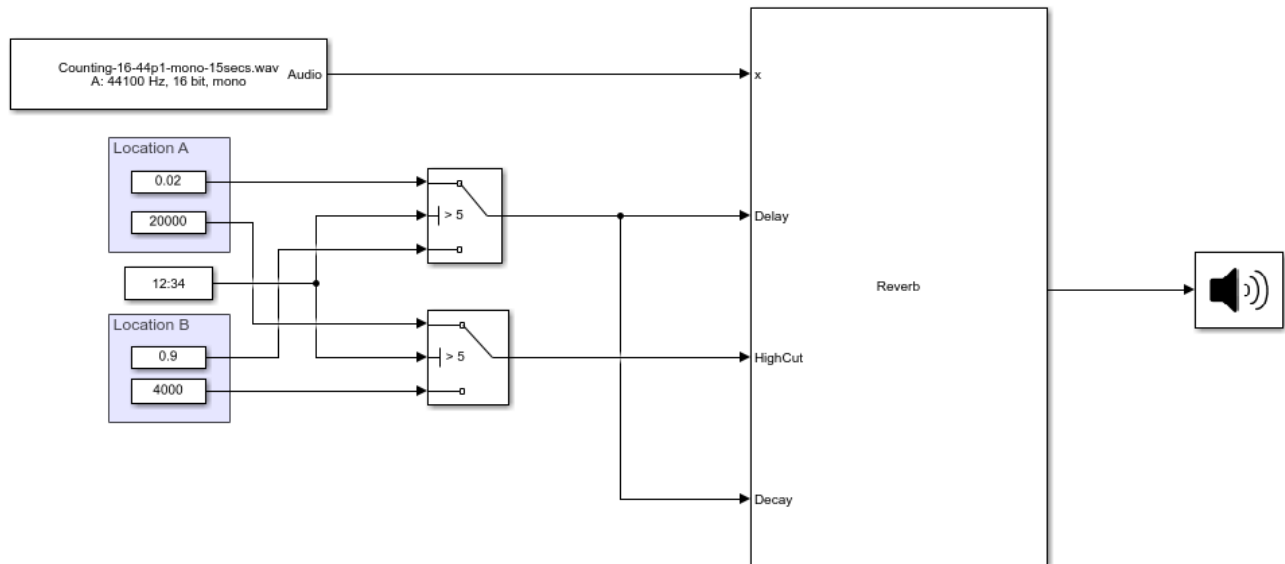 Counting-16-44p1-mono-15secs.wav
A: 44100 Hz, 16 bit, mono
Audio
x
Location A
0.02
20000
> 5
Delay
12:34
Reverb
Location B
0.9
4000
> 5
HighCut
Decay